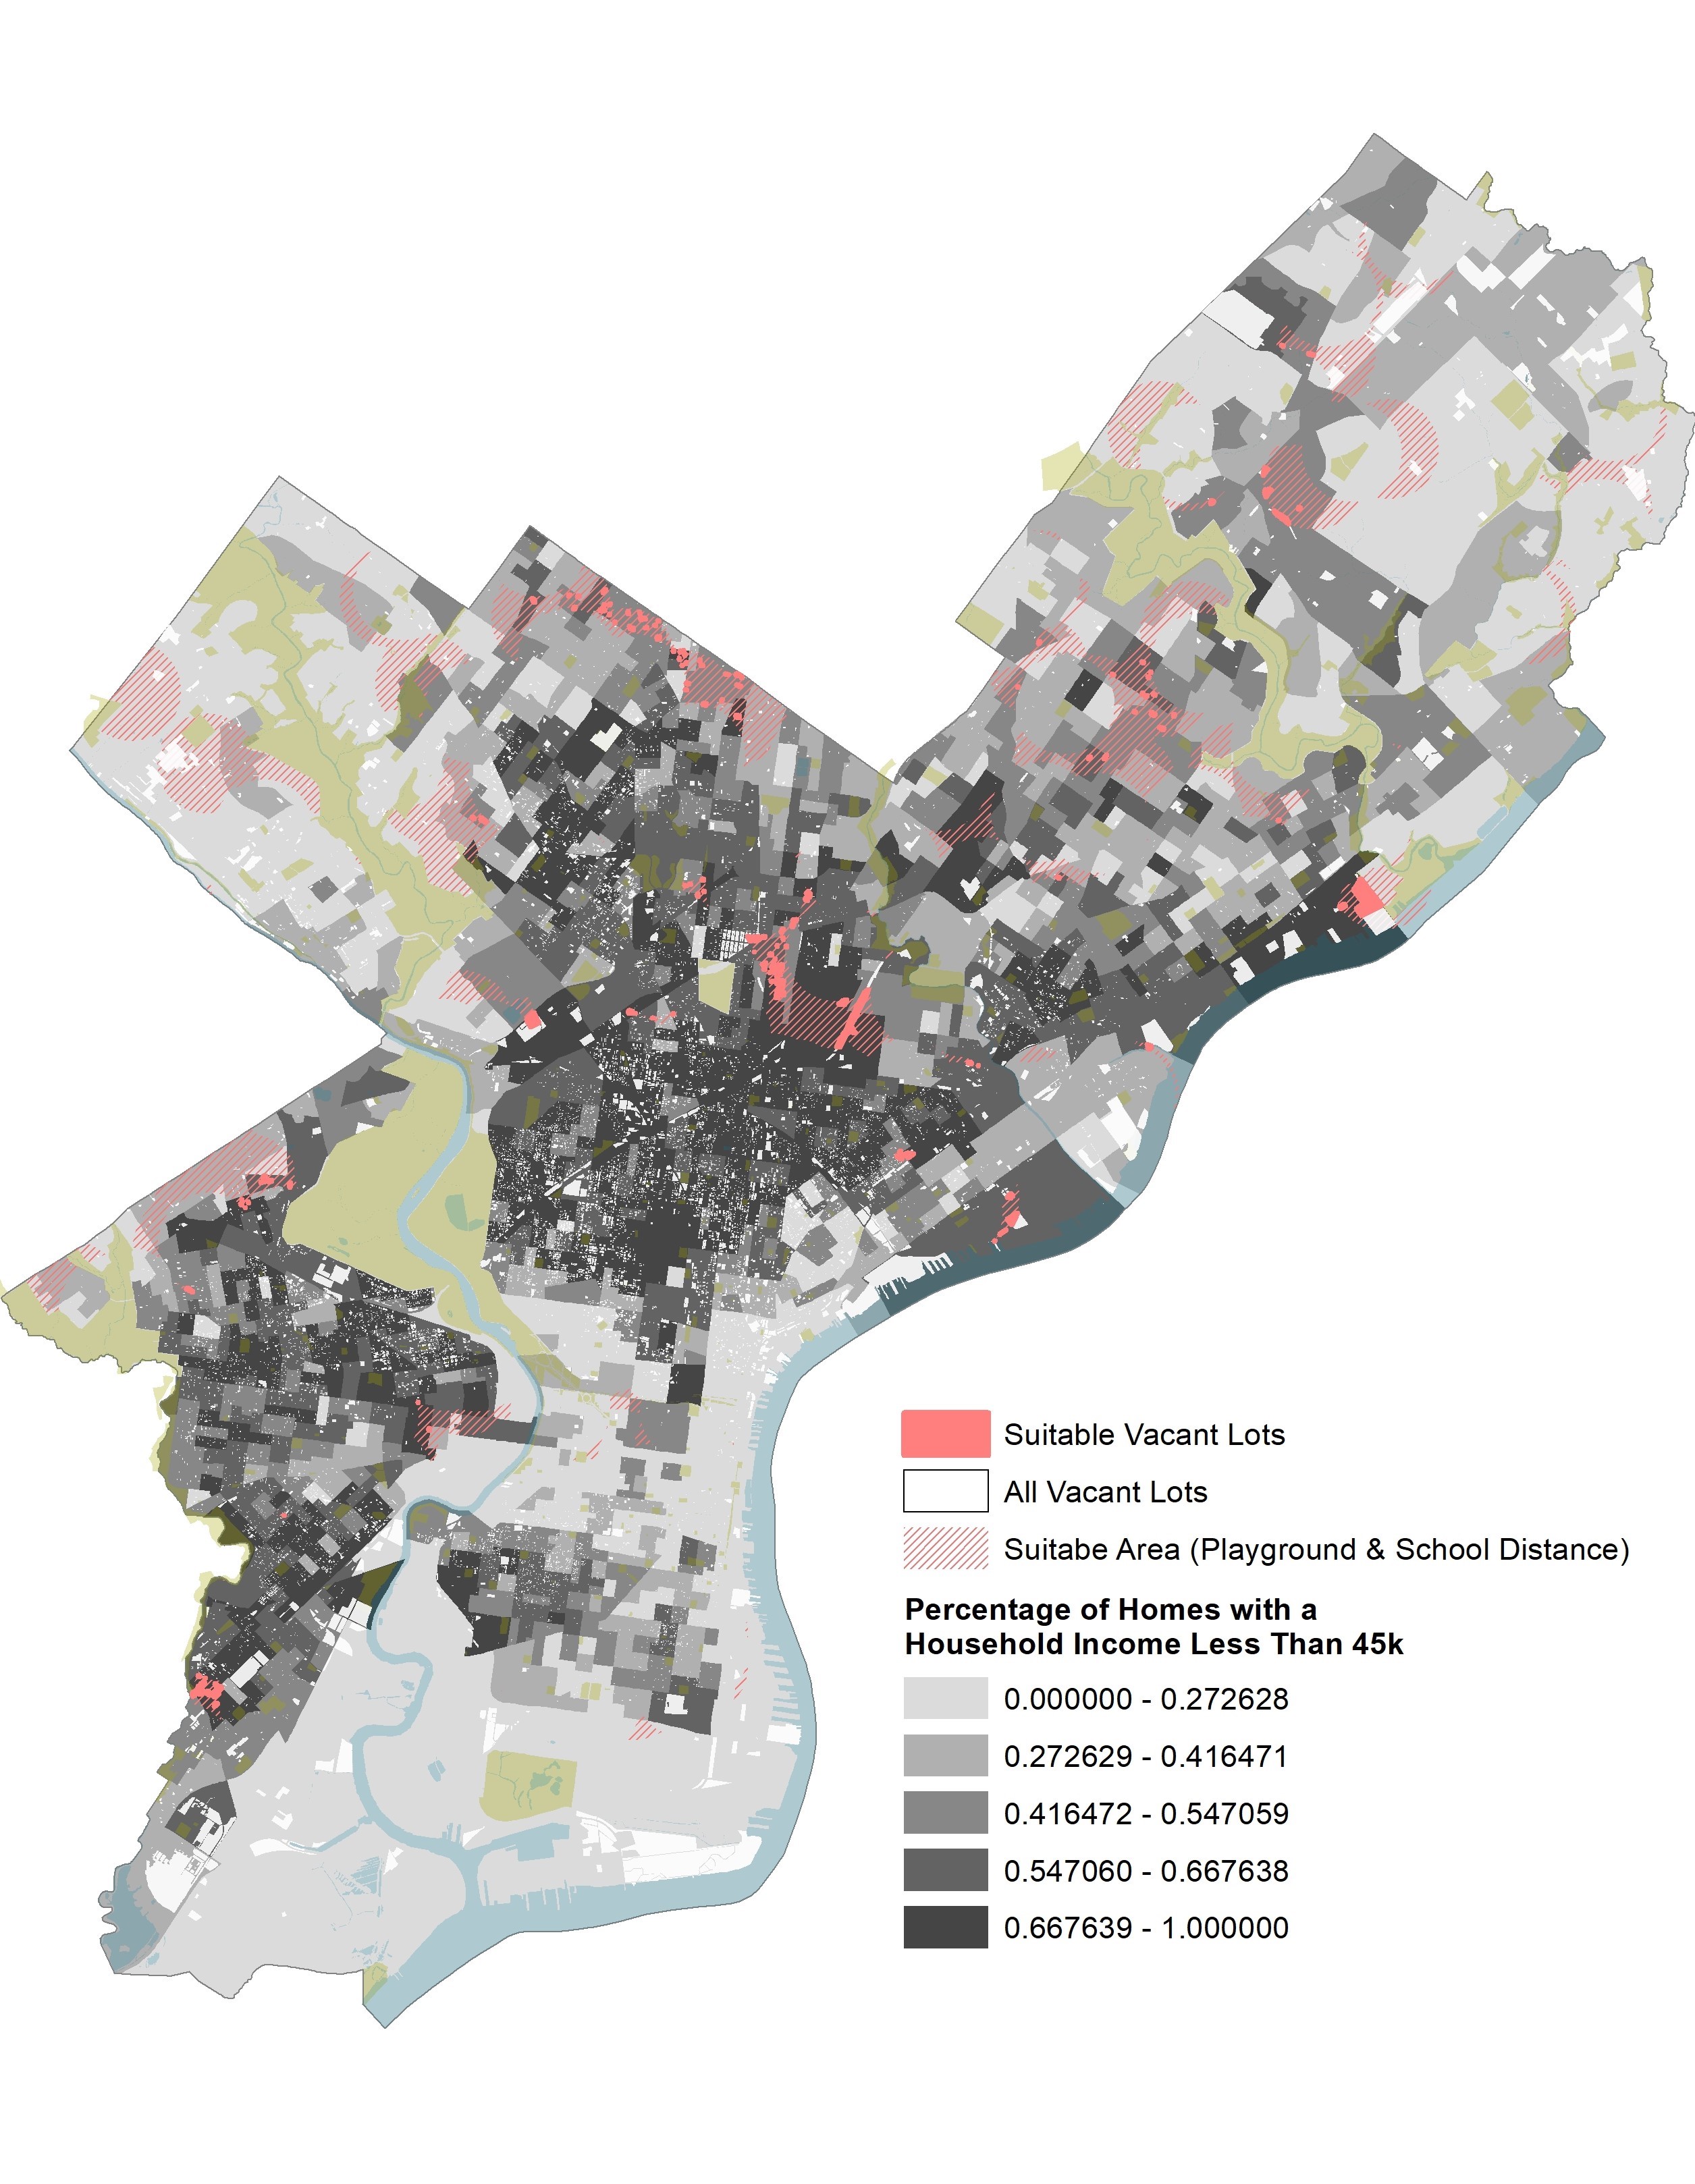 Suitable Vacant Lots
All Vacant Lots
Suitabe Area (Playground & School Distance)
Percentage of Homes with a
Household Income Less Than 45k
0.000000 - 0.272628
0.272629 - 0.416471
0.416472 - 0.547059
0.547060 - 0.667638
0.667639 - 1.000000